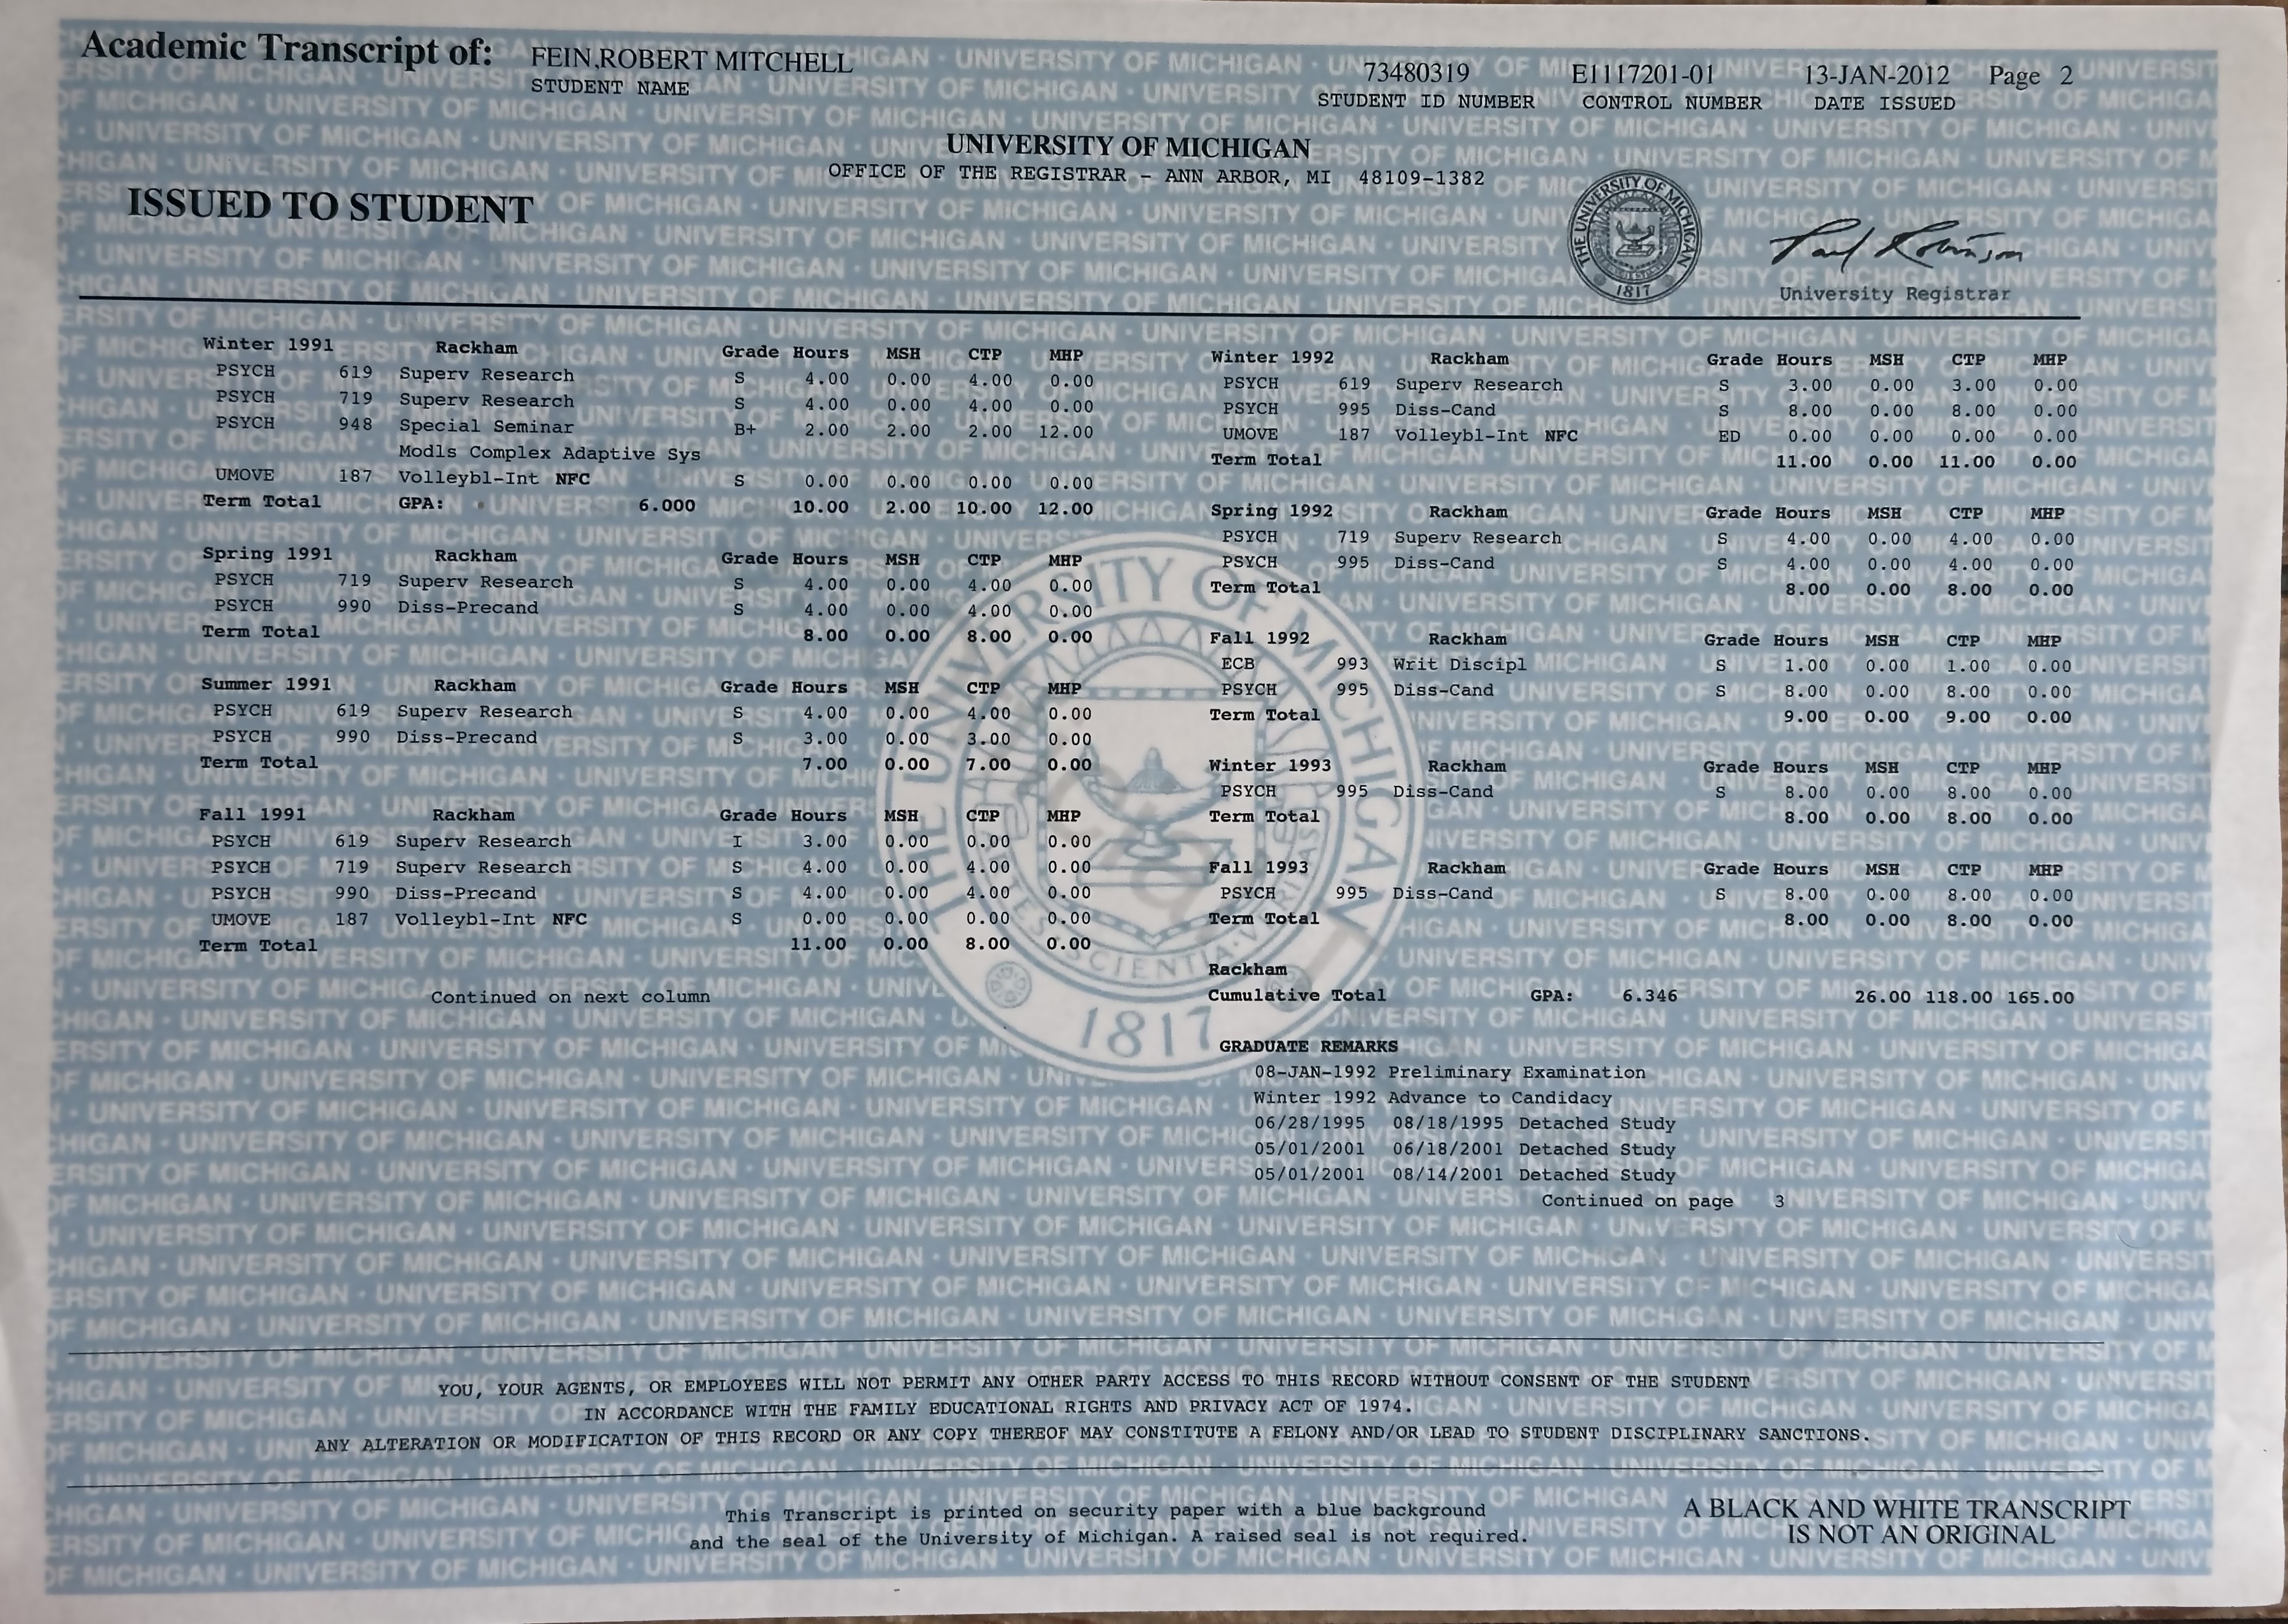 Academic Transcript of: FEIN,ROBERT MITCHELL 73480319 E1117201-01 13-JAN-2012 Page 2
STUDENT NAME STUDENT ID NUMBER CONTROL NUMBER DATE ISSUED
UNIVERSITY OF MICHIGAN
OFFICE OF THE REGISTRAR - ANN ARBOR, MI 48109-1382
ISSUED TO STUDENT
THE UNIVERSITY OF MICHIGAN
1817
Paul Robinson
University Registrar
Winter 1991 Rackham Grade Hours MSH CTP MHP
PSYCH 619 Superv Research S 4.00 0.00 4.00 0.00
PSYCH 719 Superv Research S 4.00 0.00 4.00 0.00
PSYCH 948 Special Seminar B+ 2.00 2.00 2.00 12.00
Modls Complex Adaptive Sys
UMOVE 187 Volleybl-Int NFC S 0.00 0.00 0.00 0.00
Term Total GPA: 6.000 10.00 2.00 10.00 12.00
Spring 1991 Rackham Grade Hours MSH CTP MHP
PSYCH 719 Superv Research S 4.00 0.00 4.00 0.00
PSYCH 990 Diss-Precand S 4.00 0.00 4.00 0.00
Term Total 8.00 0.00 8.00 0.00
Summer 1991 Rackham Grade Hours MSH CTP MHP
PSYCH 619 Superv Research S 4.00 0.00 4.00 0.00
PSYCH 990 Diss-Precand S 3.00 0.00 3.00 0.00
Term Total 7.00 0.00 7.00 0.00
Fall 1991 Rackham Grade Hours MSH CTP MHP
PSYCH 619 Superv Research I 3.00 0.00 0.00 0.00
PSYCH 719 Superv Research S 4.00 0.00 4.00 0.00
PSYCH 990 Diss-Precand S 4.00 0.00 4.00 0.00
UMOVE 187 Volleybl-Int NFC S 0.00 0.00 0.00 0.00
Term Total 11.00 0.00 8.00 0.00
Continued on next column
Winter 1992 Rackham Grade Hours MSH CTP MHP
PSYCH 619 Superv Research S 3.00 0.00 3.00 0.00
PSYCH 995 Diss-Cand S 8.00 0.00 8.00 0.00
UMOVE 187 Volleybl-Int NFC ED 0.00 0.00 0.00 0.00
Term Total 11.00 0.00 11.00 0.00
Spring 1992 Rackham Grade Hours MSH CTP MHP
PSYCH 719 Superv Research S 4.00 0.00 4.00 0.00
PSYCH 995 Diss-Cand S 4.00 0.00 4.00 0.00
Term Total 8.00 0.00 8.00 0.00
Fall 1992 Rackham Grade Hours MSH CTP MHP
ECB 993 Writ Discipl S 1.00 0.00 1.00 0.00
PSYCH 995 Diss-Cand S 8.00 0.00 8.00 0.00
Term Total 9.00 0.00 9.00 0.00
Winter 1993 Rackham Grade Hours MSH CTP MHP
PSYCH 995 Diss-Cand S 8.00 0.00 8.00 0.00
Term Total 8.00 0.00 8.00 0.00
Fall 1993 Rackham Grade Hours MSH CTP MHP
PSYCH 995 Diss-Cand S 8.00 0.00 8.00 0.00
Term Total 8.00 0.00 8.00 0.00
Rackham
Cumulative Total GPA: 6.346 26.00 118.00 165.00
GRADUATE REMARKS
08-JAN-1992 Preliminary Examination
Winter 1992 Advance to Candidacy
06/28/1995 08/18/1995 Detached Study
05/01/2001 06/18/2001 Detached Study
05/01/2001 08/14/2001 Detached Study
Continued on page 3
THE UNIVERSITY OF MICHIGAN
1817
YOU, YOUR AGENTS, OR EMPLOYEES WILL NOT PERMIT ANY OTHER PARTY ACCESS TO THIS RECORD WITHOUT CONSENT OF THE STUDENT
IN ACCORDANCE WITH THE FAMILY EDUCATIONAL RIGHTS AND PRIVACY ACT OF 1974.
ANY ALTERATION OR MODIFICATION OF THIS RECORD OR ANY COPY THEREOF MAY CONSTITUTE A FELONY AND/OR LEAD TO STUDENT DISCIPLINARY SANCTIONS.
This Transcript is printed on security paper with a blue background
and the seal of the University of Michigan. A raised seal is not required.
A BLACK AND WHITE TRANSCRIPT
IS NOT AN ORIGINAL